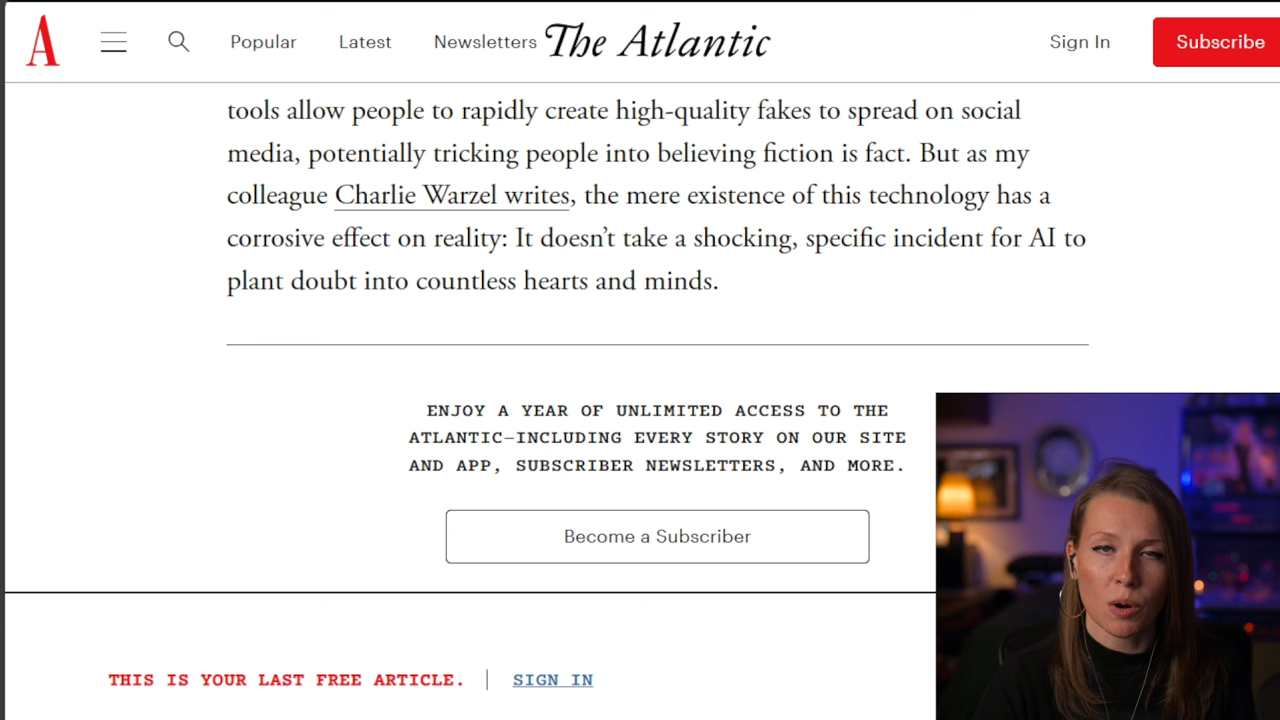 A
Popular
Latest
Newsletters
The Atlantic
Sign In
Subscribe
tools allow people to rapidly create high-quality fakes to spread on social
media, potentially tricking people into believing fiction is fact. But as my
colleague Charlie Warzel writes, the mere existence of this technology has a
corrosive effect on reality: It doesn’t take a shocking, specific incident for AI to
plant doubt into countless hearts and minds.
ENJOY A YEAR OF UNLIMITED ACCESS TO THE
ATLANTIC—INCLUDING EVERY STORY ON OUR SITE
AND APP, SUBSCRIBER NEWSLETTERS, AND MORE.
Become a Subscriber
THIS IS YOUR LAST FREE ARTICLE.
SIGN IN